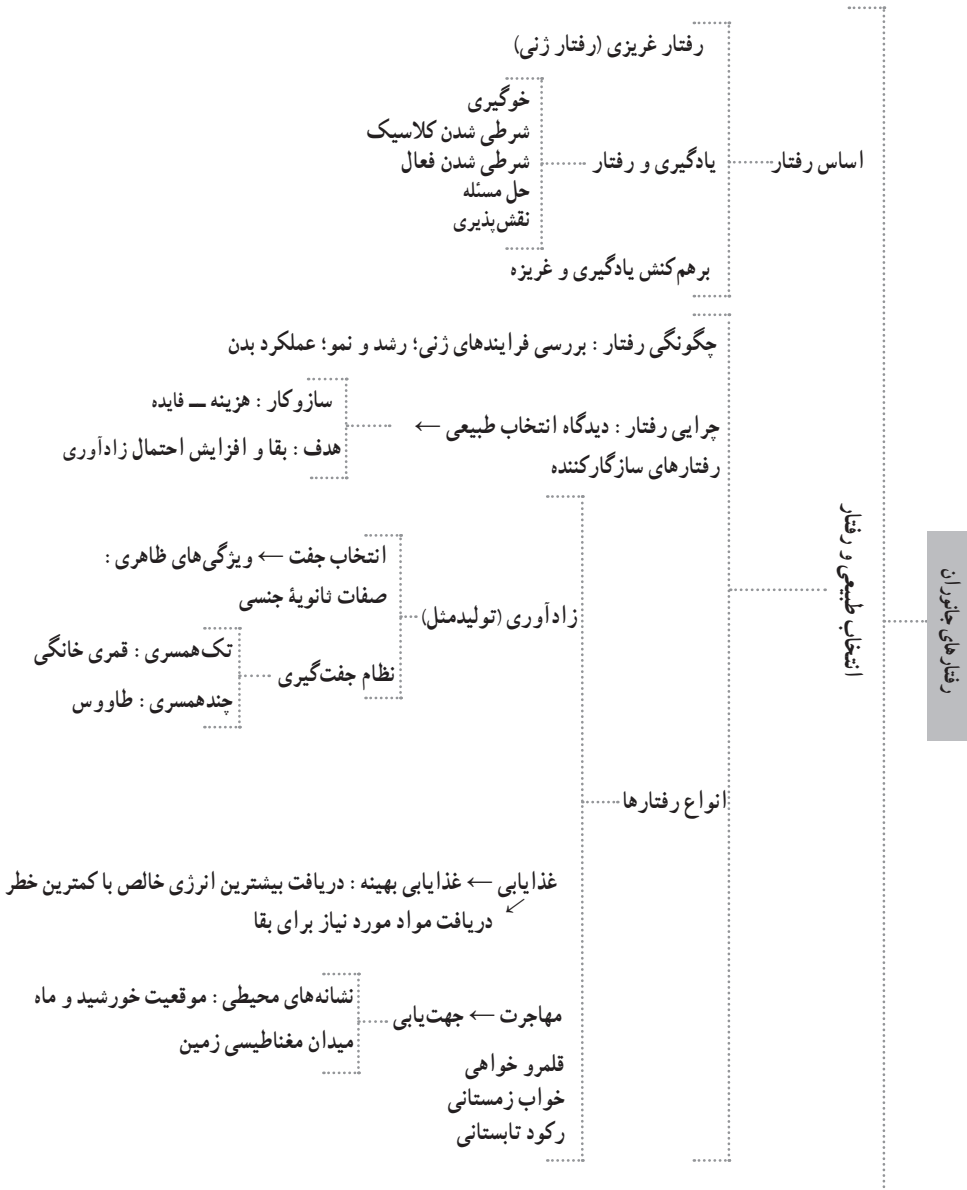 رفتارهای جانوران
اساس رفتار
رفتار غریزی (رفتار ژنی)
یادگیری و رفتار
خوگیری
شرطی شدن کلاسیک
شرطی شدن فعال
حل مسئله
نقش‌پذیری
برهم‌کنش یادگیری و غریزه
انتخاب طبیعی و رفتار
چگونگی رفتار : بررسی فرایندهای ژنی؛ رشد و نمو؛ عملکرد بدن
چرایی رفتار : دیدگاه انتخاب طبیعی ←
رفتارهای سازگارکننده
سازوکار : هزینه ــ فایده
هدف : بقا و افزایش احتمال زادآوری
انواع رفتارها
زادآوری (تولیدمثل)
انتخاب جفت ← ویژگی‌های ظاهری :
صفات ثانویهٔ جنسی
نظام جفت‌گیری
تک‌همسری : قمری خانگی
چندهمسری : طاووس
غذایابی ← غذایابی بهینه : دریافت بیشترین انرژی خالص با کمترین خطر
↙ دریافت مواد مورد نیاز برای بقا
مهاجرت ← جهت‌یابی
نشانه‌های محیطی : موقعیت خورشید و ماه
میدان مغناطیسی زمین
قلمرو خواهی
خواب زمستانی
رکود تابستانی